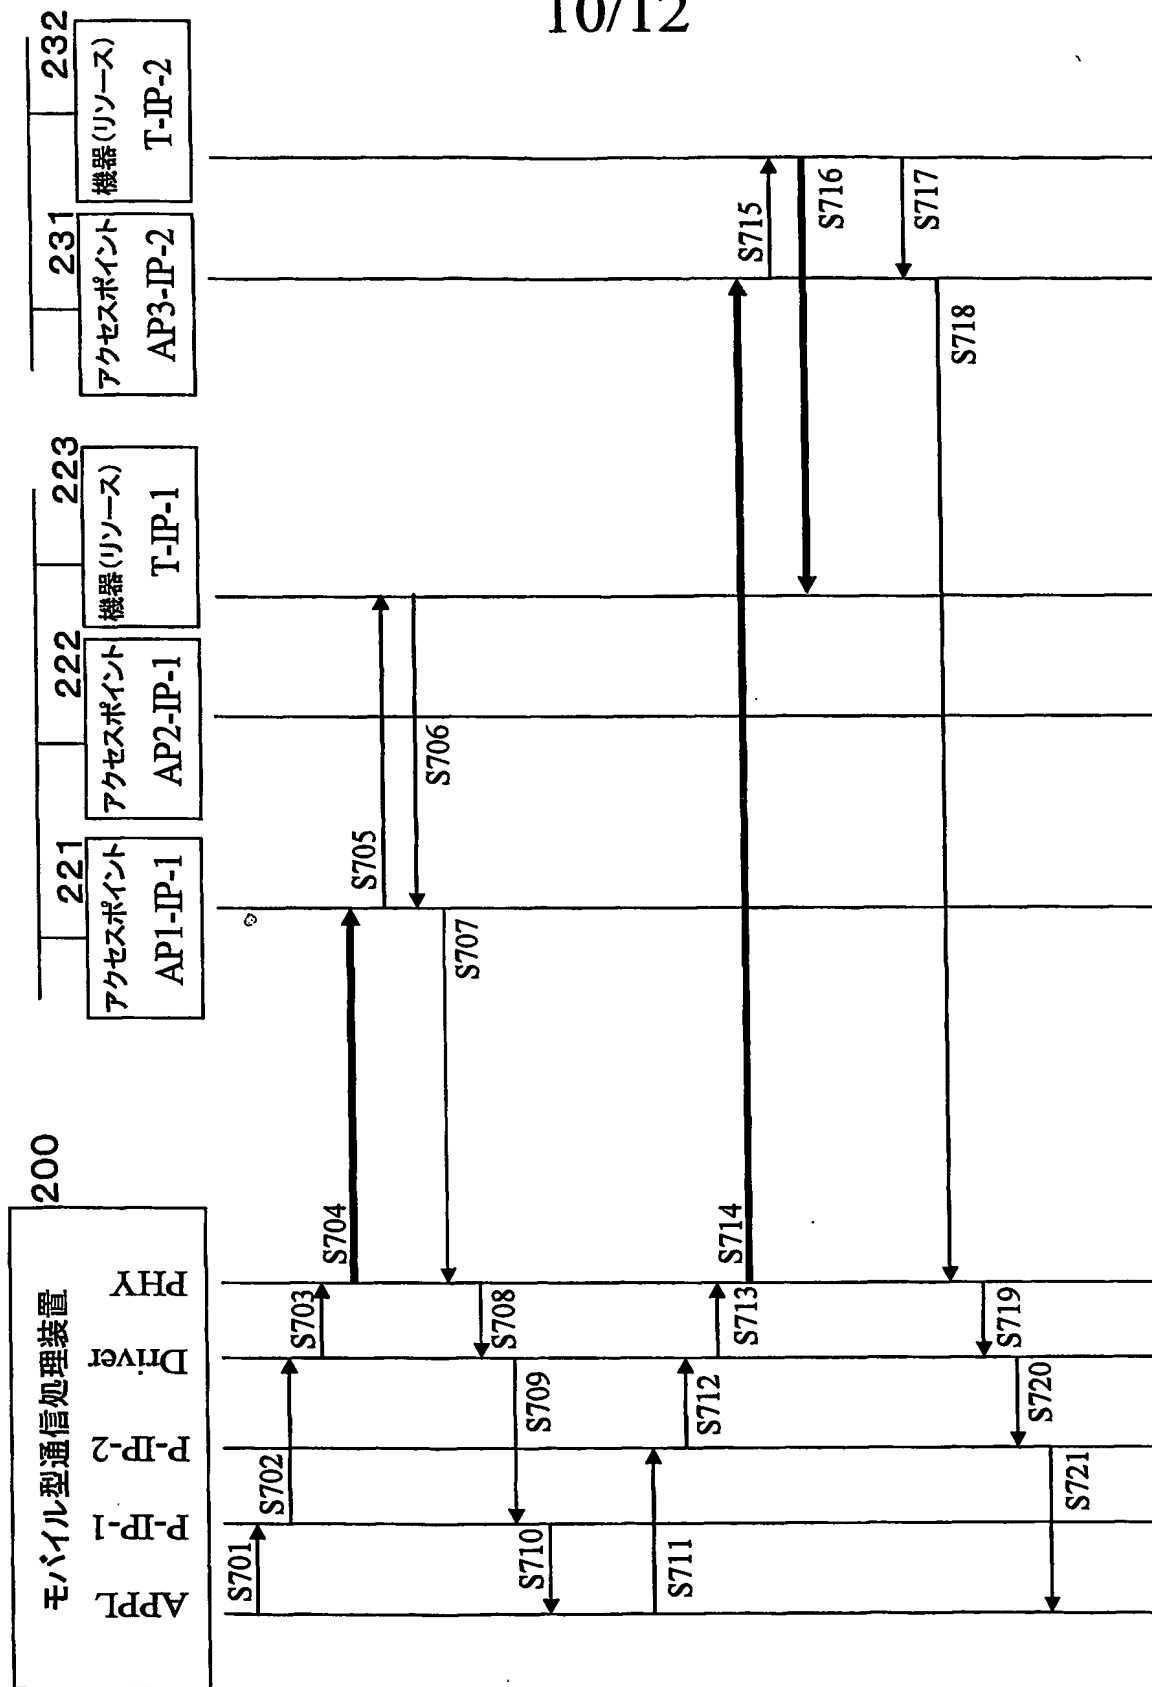 10/12
200
モバイル型通信処理装置
APPL
P-IP-1
P-IP-2
Driver
PHY
221
アクセスポイント
AP1-IP-1
222
アクセスポイント
AP2-IP-1
223
機器(リソース)
T-IP-1
231
アクセスポイント
AP3-IP-2
232
機器(リソース)
T-IP-2
S701
S702
S703
S704
S705
S706
S707
S708
S709
S710
S711
S712
S713
S714
S715
S716
S717
S718
S719
S720
S721